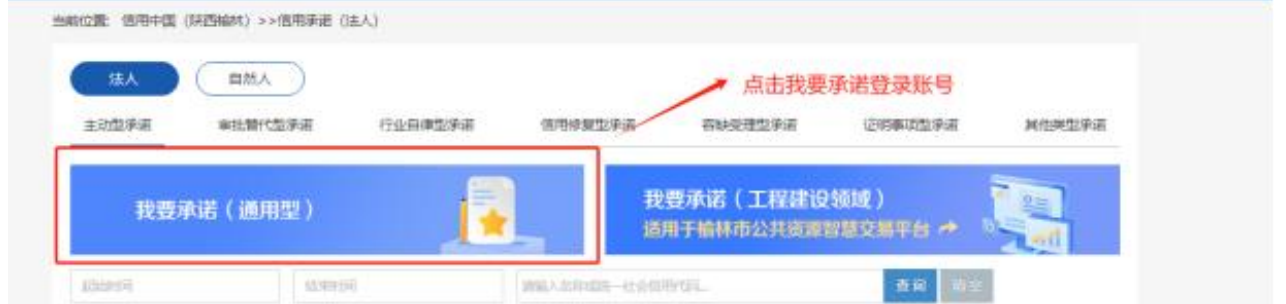 当前位置: 信用中国（陕西榆林）>>信用承诺（法人）
法人
自然人
点击我要承诺登录账号
主动型承诺
审批替代型承诺
行业自律型承诺
信用修复型承诺
容缺受理型承诺
证明事项型承诺
其他类型承诺
我要承诺（通用型）
我要承诺（工程建设领域）
适用于榆林市公共资源智慧交易平台
起始时间
结束时间
请输入名称或统一社会信用代码...
查询
清空